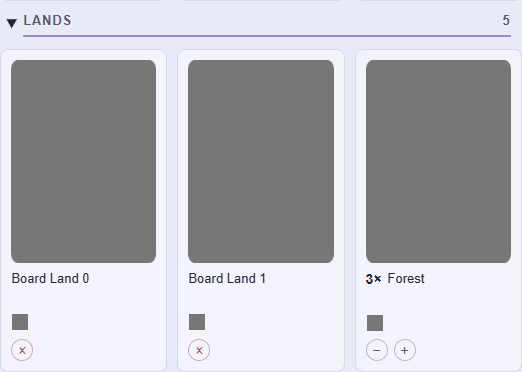 ▼ LANDS 5
Board Land 0
Board Land 1
3× Forest
× ×
− +